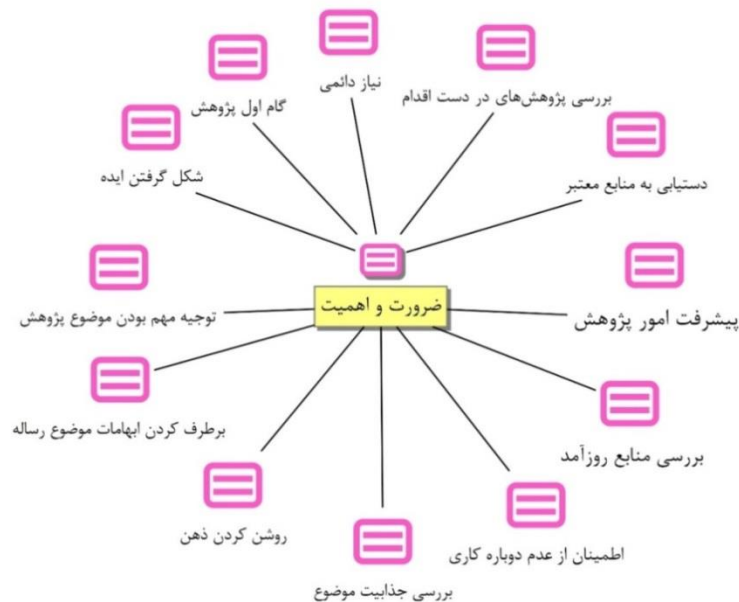 نیاز دائمی
بررسی پژوهش‌های در دست اقدام
گام اول پژوهش
دستیابی به منابع معتبر
شکل گرفتن ایده
ضرورت و اهمیت
توجیه مهم بودن موضوع پژوهش
پیشرفت امور پژوهش
برطرف کردن ابهامات موضوع رساله
بررسی منابع روزآمد
روشن کردن ذهن
اطمینان از عدم دوباره کاری
بررسی جذابیت موضوع